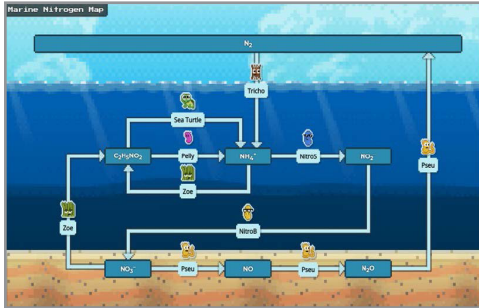 Marine Nitrogen Map
N₂
Tricho
Sea Turtle
C₂H₅NO₂
Pelly
NH₄⁺
NitroS
NO₂
Pseu
Zoe
Zoe
NitroB
NO₃⁻
Pseu
NO
Pseu
N₂O